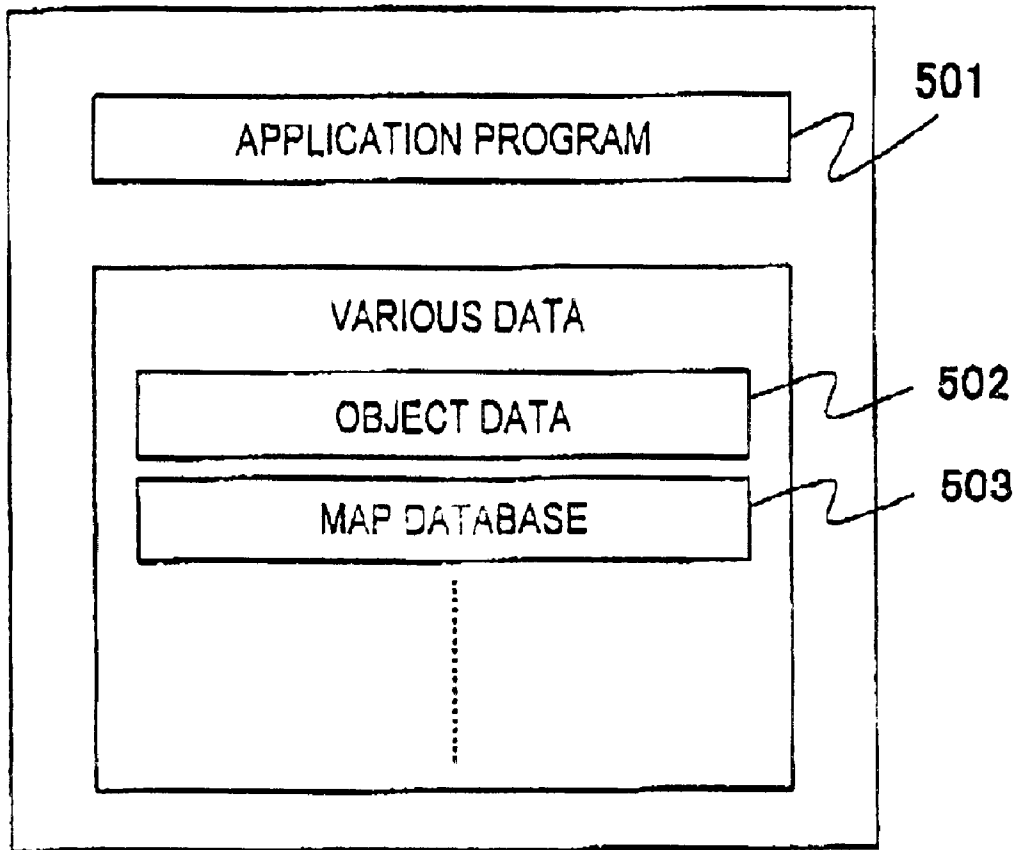 501
APPLICATION PROGRAM
VARIOUS DATA
502
OBJECT DATA
503
MAP DATABASE